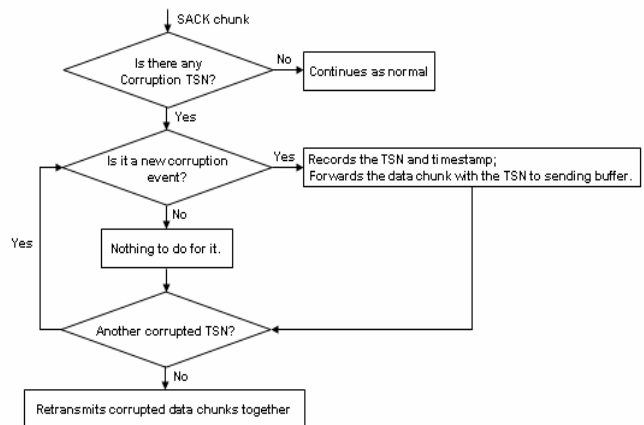 SACK chunk
Is there any
Corruption TSN?
No
Continues as normal
Yes
Is it a new corruption
event?
Yes
Records the TSN and timestamp;
Forwards the data chunk with the TSN to sending buffer.
No
Yes
Nothing to do for it.
Another corrupted TSN?
No
Retransmits corrupted data chunks together